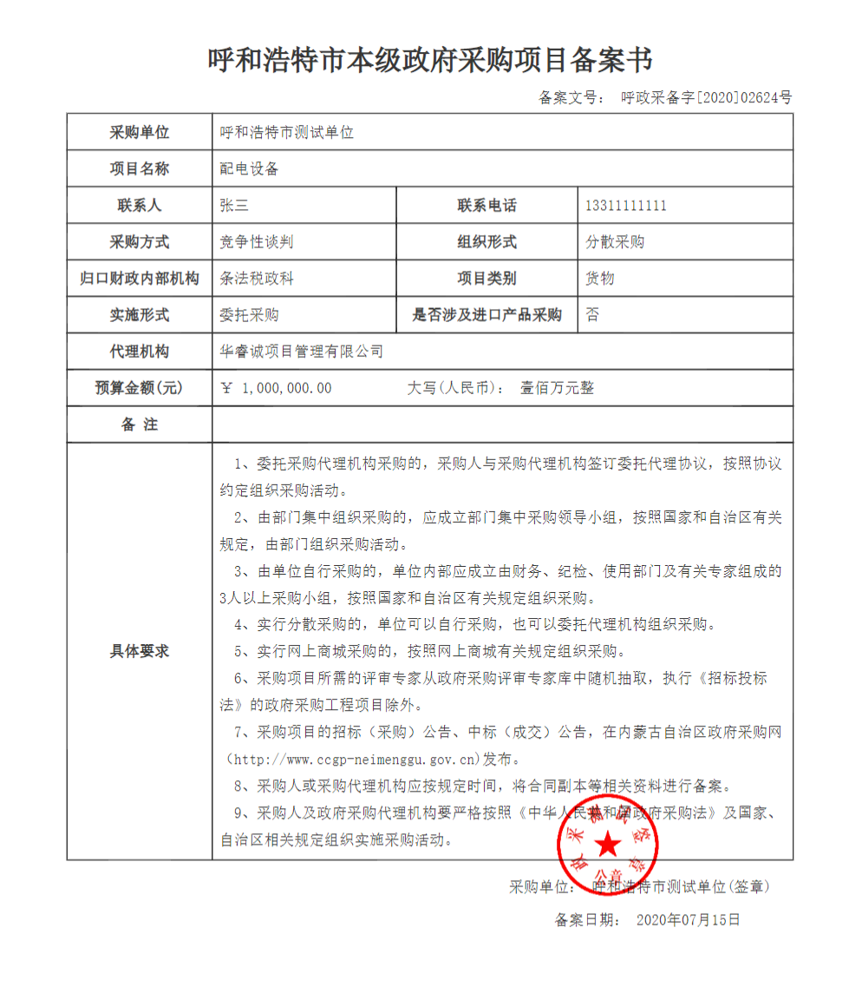 呼和浩特市本级政府采购项目备案书
备案文号： 呼政采备字[2020]02624号
采购单位 呼和浩特市测试单位
项目名称 配电设备
联系人 张三 联系电话 13311111111
采购方式 竞争性谈判 组织形式 分散采购
归口财政内部机构 条法税政科 项目类别 货物
实施形式 委托采购 是否涉及进口产品采购 否
代理机构 华睿诚项目管理有限公司
预算金额(元) ￥ 1,000,000.00 大写(人民币)： 壹佰万元整
备 注
具体要求
1、委托采购代理机构采购的，采购人与采购代理机构签订委托代理协议，按照协议
约定组织采购活动。
2、由部门集中组织采购的，应成立部门集中采购领导小组，按照国家和自治区有关
规定，由部门组织采购活动。
3、由单位自行采购的，单位内部应成立由财务、纪检、使用部门及有关专家组成的
3人以上采购小组，按照国家和自治区有关规定组织采购。
4、实行分散采购的，单位可以自行采购，也可以委托代理机构组织采购。
5、实行网上商城采购的，按照网上商城有关规定组织采购。
6、采购项目所需的评审专家从政府采购评审专家库中随机抽取，执行《招标投标
法》的政府采购工程项目除外。
7、采购项目的招标（采购）公告、中标（成交）公告，在内蒙古自治区政府采购网
（http://www.ccgp-neimenggu.gov.cn)发布。
8、采购人或采购代理机构应按规定时间，将合同副本等相关资料进行备案。
9、采购人及政府采购代理机构要严格按照《中华人民共和国政府采购法》及国家、
自治区相关规定组织实施采购活动。
政采测试签章
公章
采购单位： 呼和浩特市测试单位(签章)
备案日期： 2020年07月15日